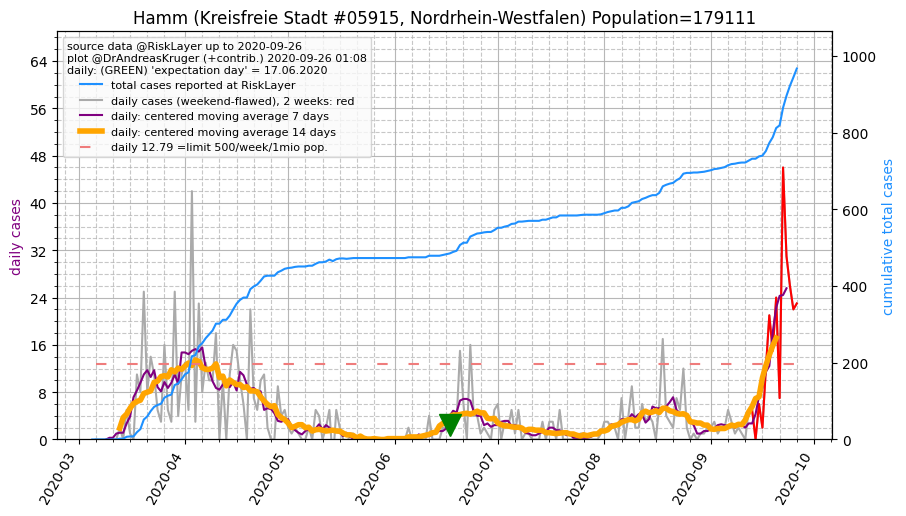 Hamm (Kreisfreie Stadt #05915, Nordrhein-Westfalen) Population=179111
source data @RiskLayer up to 2020-09-26
plot @DrAndreasKruger (+contrib.) 2020-09-26 01:08
daily: (GREEN) 'expectation day' = 17.06.2020
total cases reported at RiskLayer
daily cases (weekend-flawed), 2 weeks: red
daily: centered moving average 7 days
daily: centered moving average 14 days
daily 12.79 =limit 500/week/1mio pop.
daily cases
64
56
48
40
32
24
16
8
0
cumulative total cases
1000
800
600
400
200
0
2020-03
2020-04
2020-05
2020-06
2020-07
2020-08
2020-09
2020-10